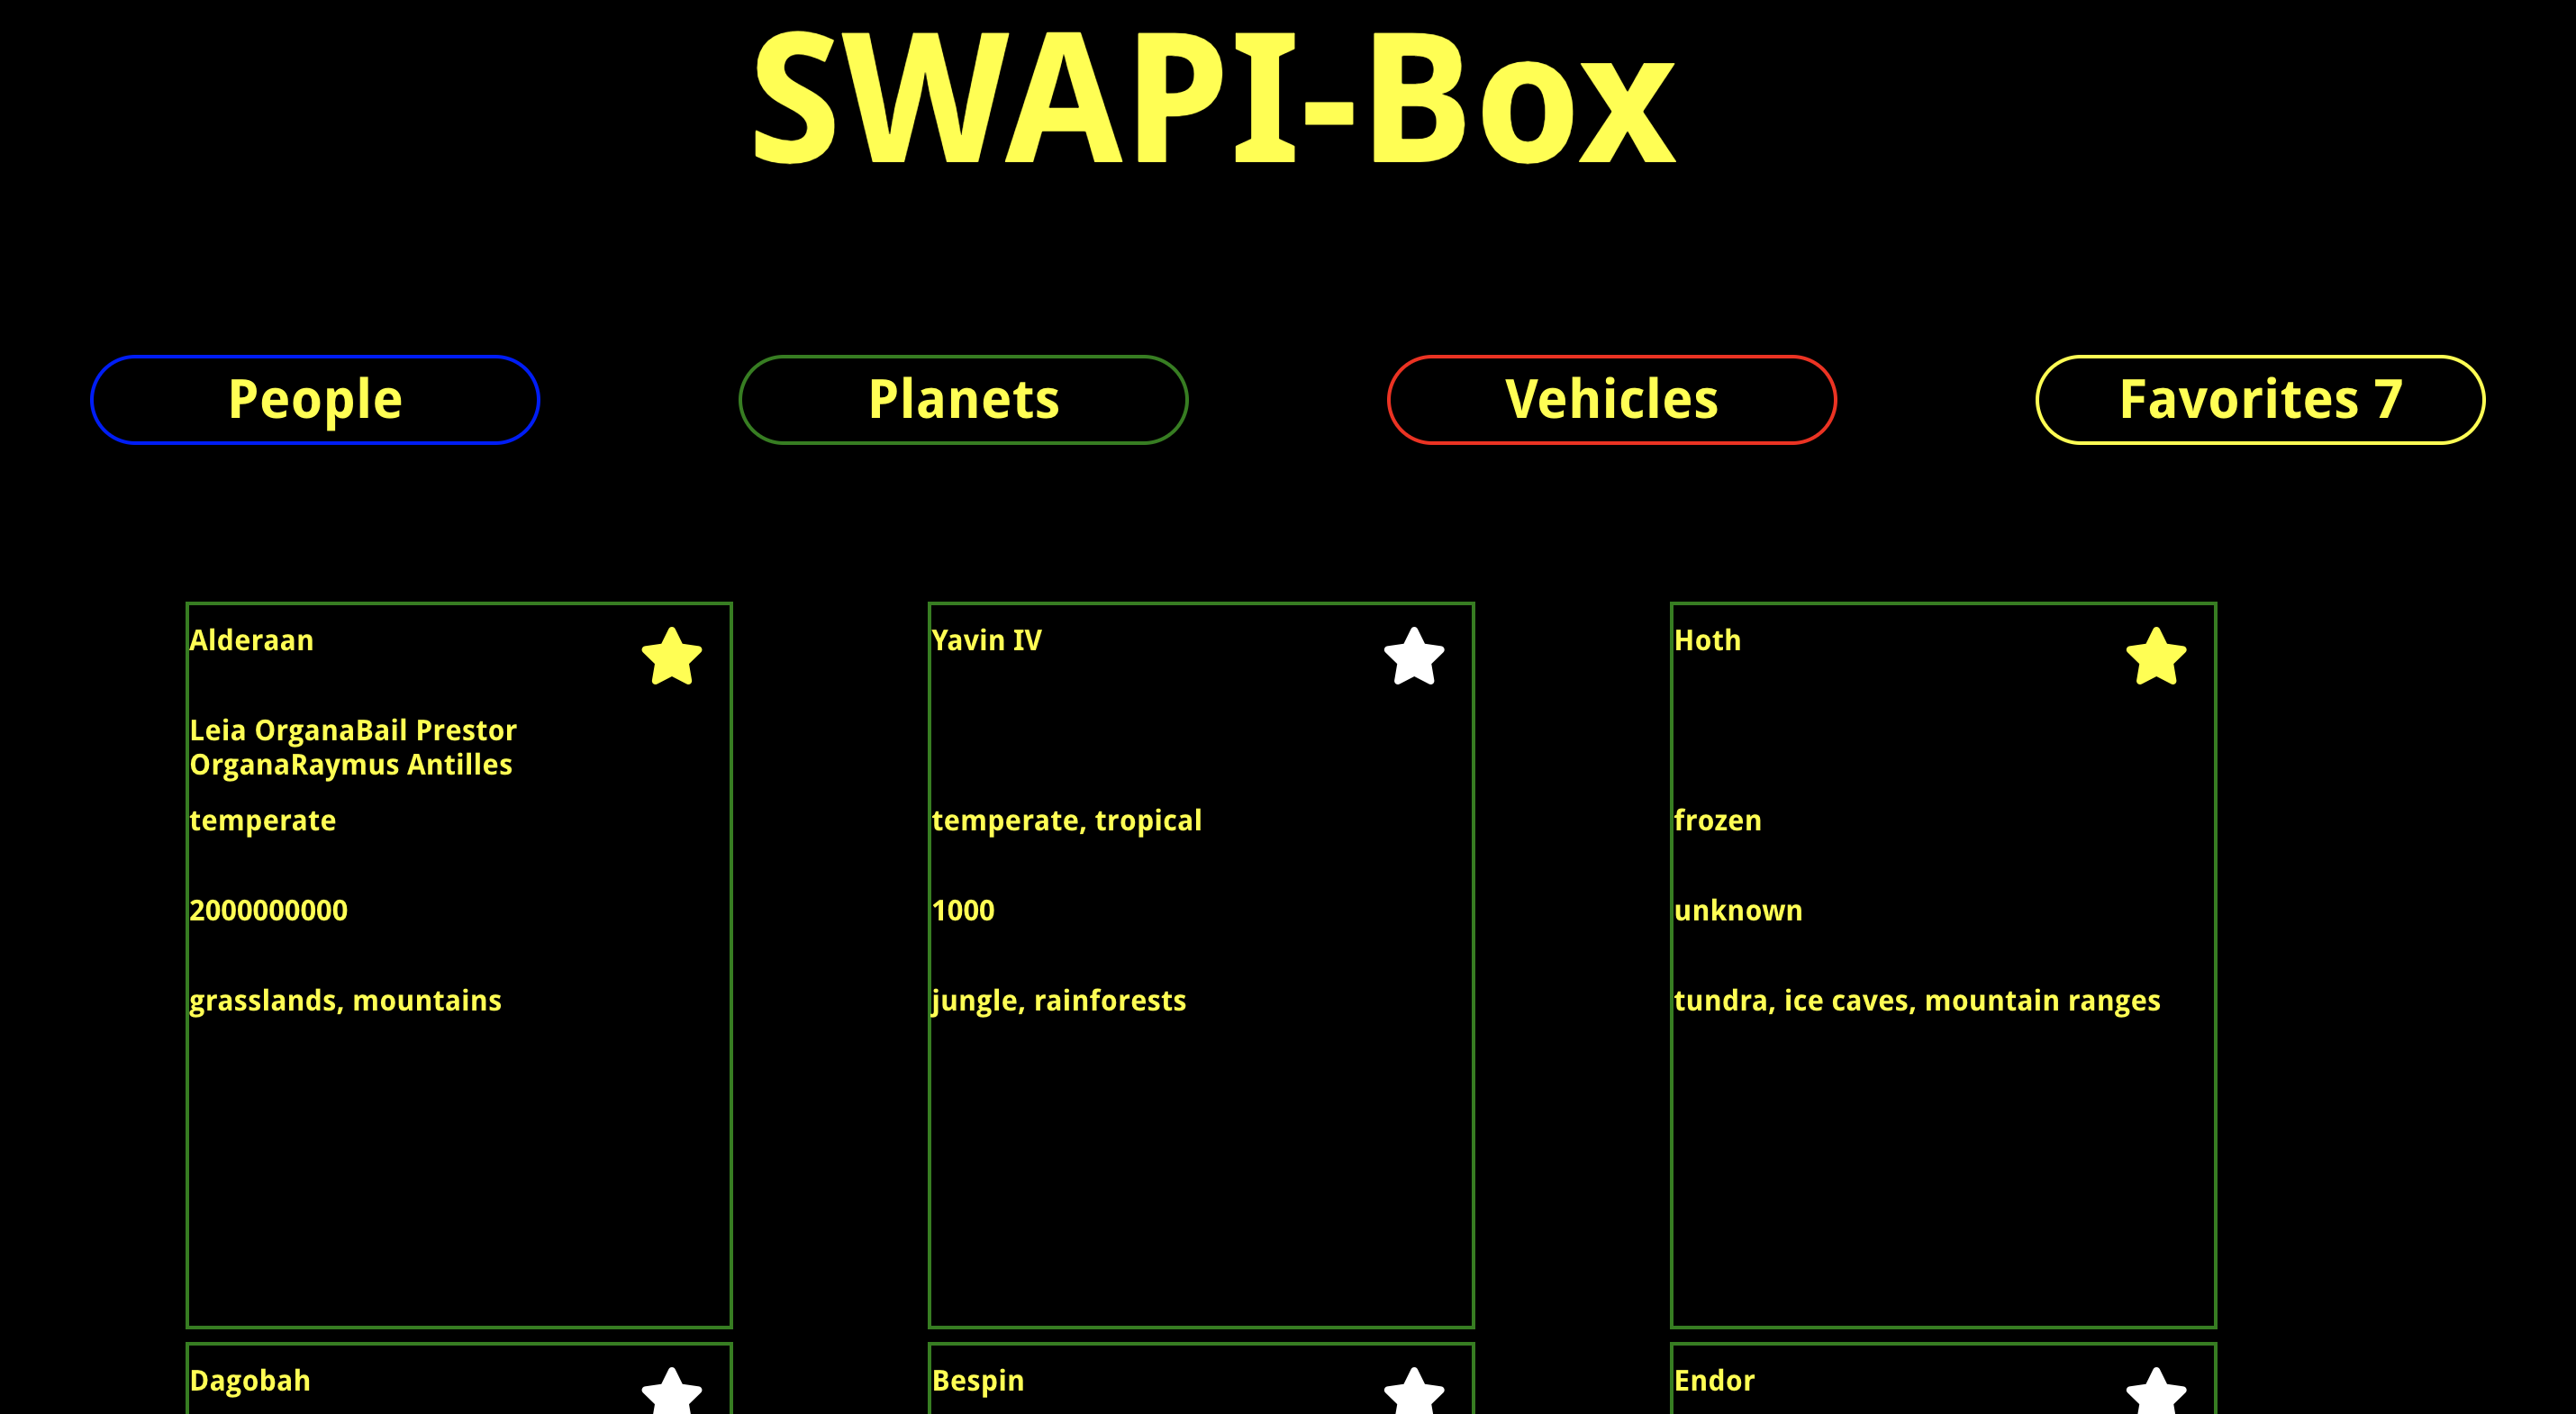 SWAPI-Box
People
Planets
Vehicles
Favorites 7
Alderaan
Leia OrganaBail Prestor
OrganaRaymus Antilles
temperate
2000000000
grasslands, mountains
Yavin IV
temperate, tropical
1000
jungle, rainforests
Hoth
frozen
unknown
tundra, ice caves, mountain ranges
Dagobah
Bespin
Endor